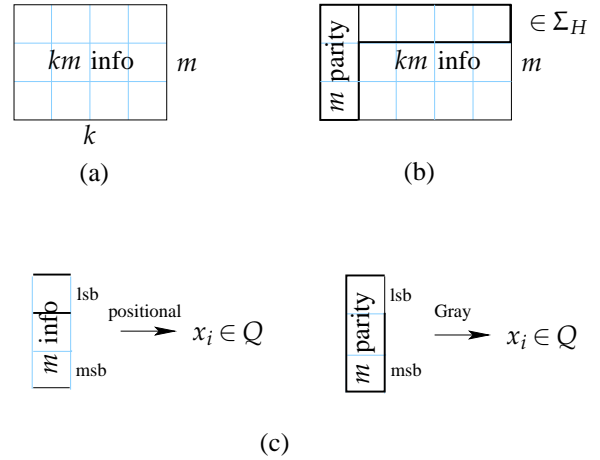 km info
m
k
(a)
m parity
∈ Σ_H
km info
m
(b)
m info
lsb
msb
positional
x_i ∈ Q
m parity
lsb
msb
Gray
x_i ∈ Q
(c)